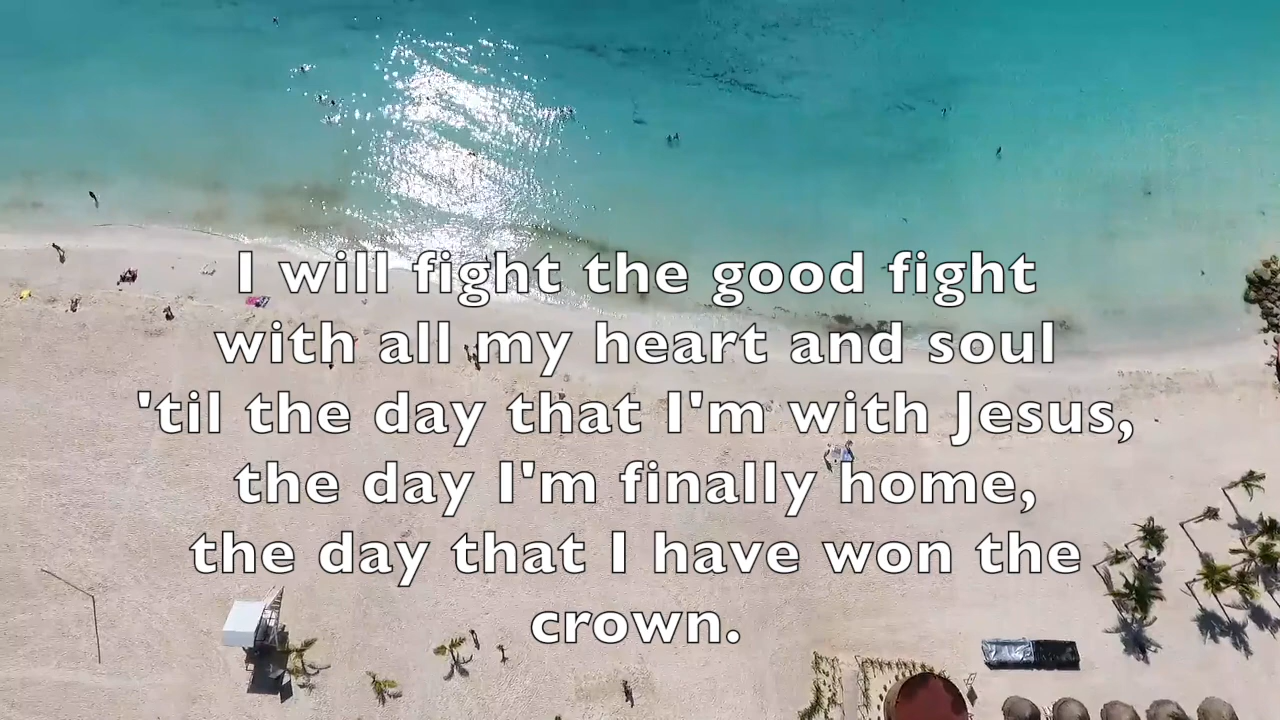 I will fight the good fight
with all my heart and soul
'til the day that I'm with Jesus,
the day I'm finally home,
the day that I have won the
crown.